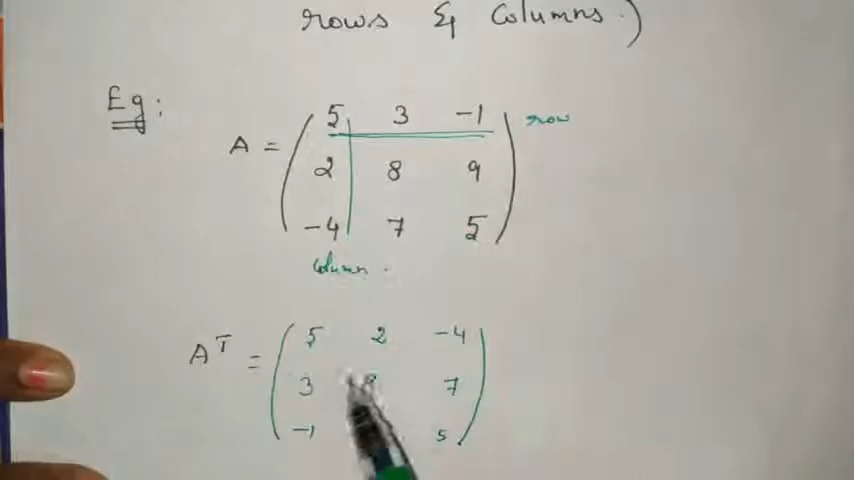 rows & Columns.)
Eg:
A = ( 5 3 -1 ) row
2 8 9
-4 7 5
Column.
A^T = ( 5 2 -4 )
3 7
-1 5